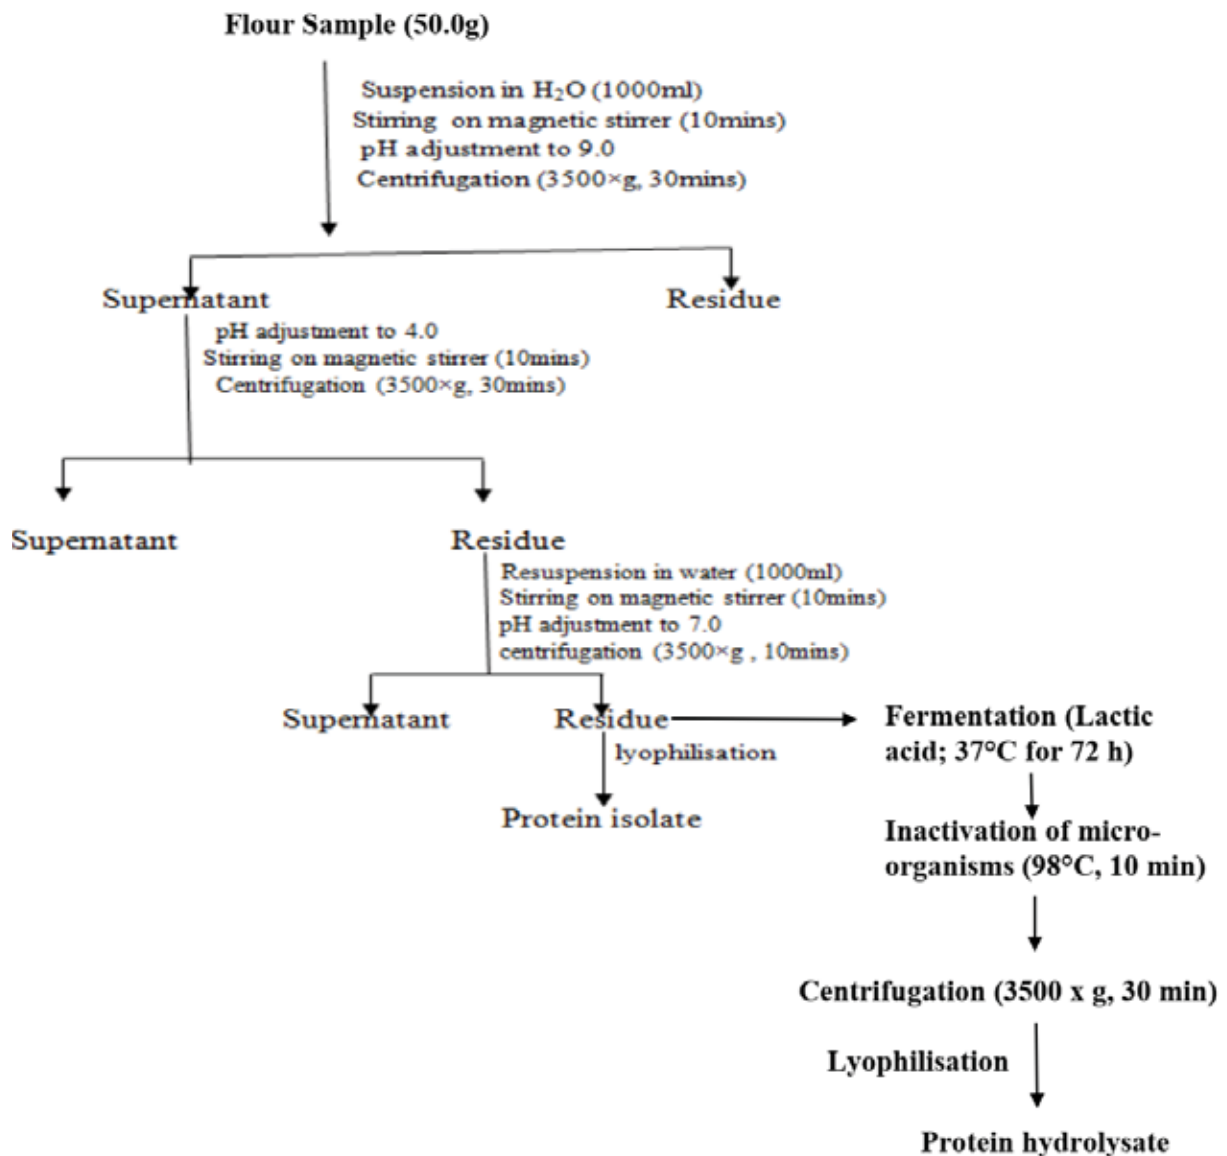 Flour Sample (50.0g)
Suspension in H₂O (1000ml)
Stirring on magnetic stirrer (10mins)
pH adjustment to 9.0
Centrifugation (3500×g, 30mins)
Supernatant
Residue
pH adjustment to 4.0
Stirring on magnetic stirrer (10mins)
Centrifugation (3500×g, 30mins)
Supernatant
Residue
Resuspension in water (1000ml)
Stirring on magnetic stirrer (10mins)
pH adjustment to 7.0
centrifugation (3500×g , 10mins)
Supernatant
Residue
lyophilisation
Protein isolate
Fermentation (Lactic
acid; 37°C for 72 h)
Inactivation of micro-
organisms (98°C, 10 min)
Centrifugation (3500 x g, 30 min)
Lyophilisation
Protein hydrolysate